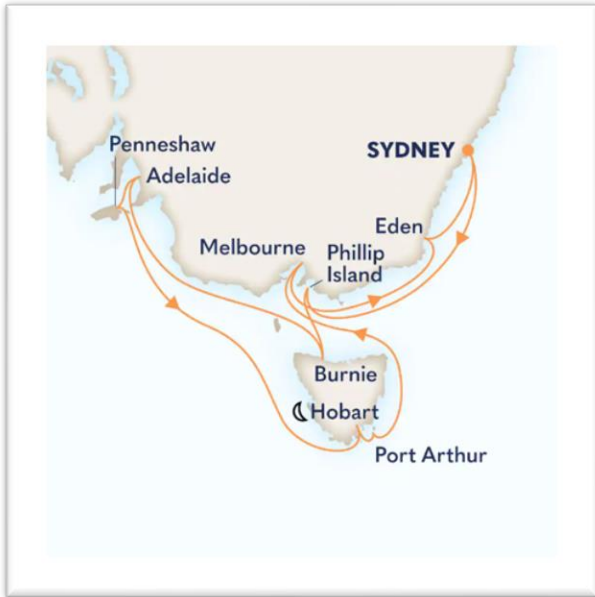 Penneshaw
Adelaide
SYDNEY
Eden
Melbourne
Phillip
Island
Burnie
Hobart
Port Arthur